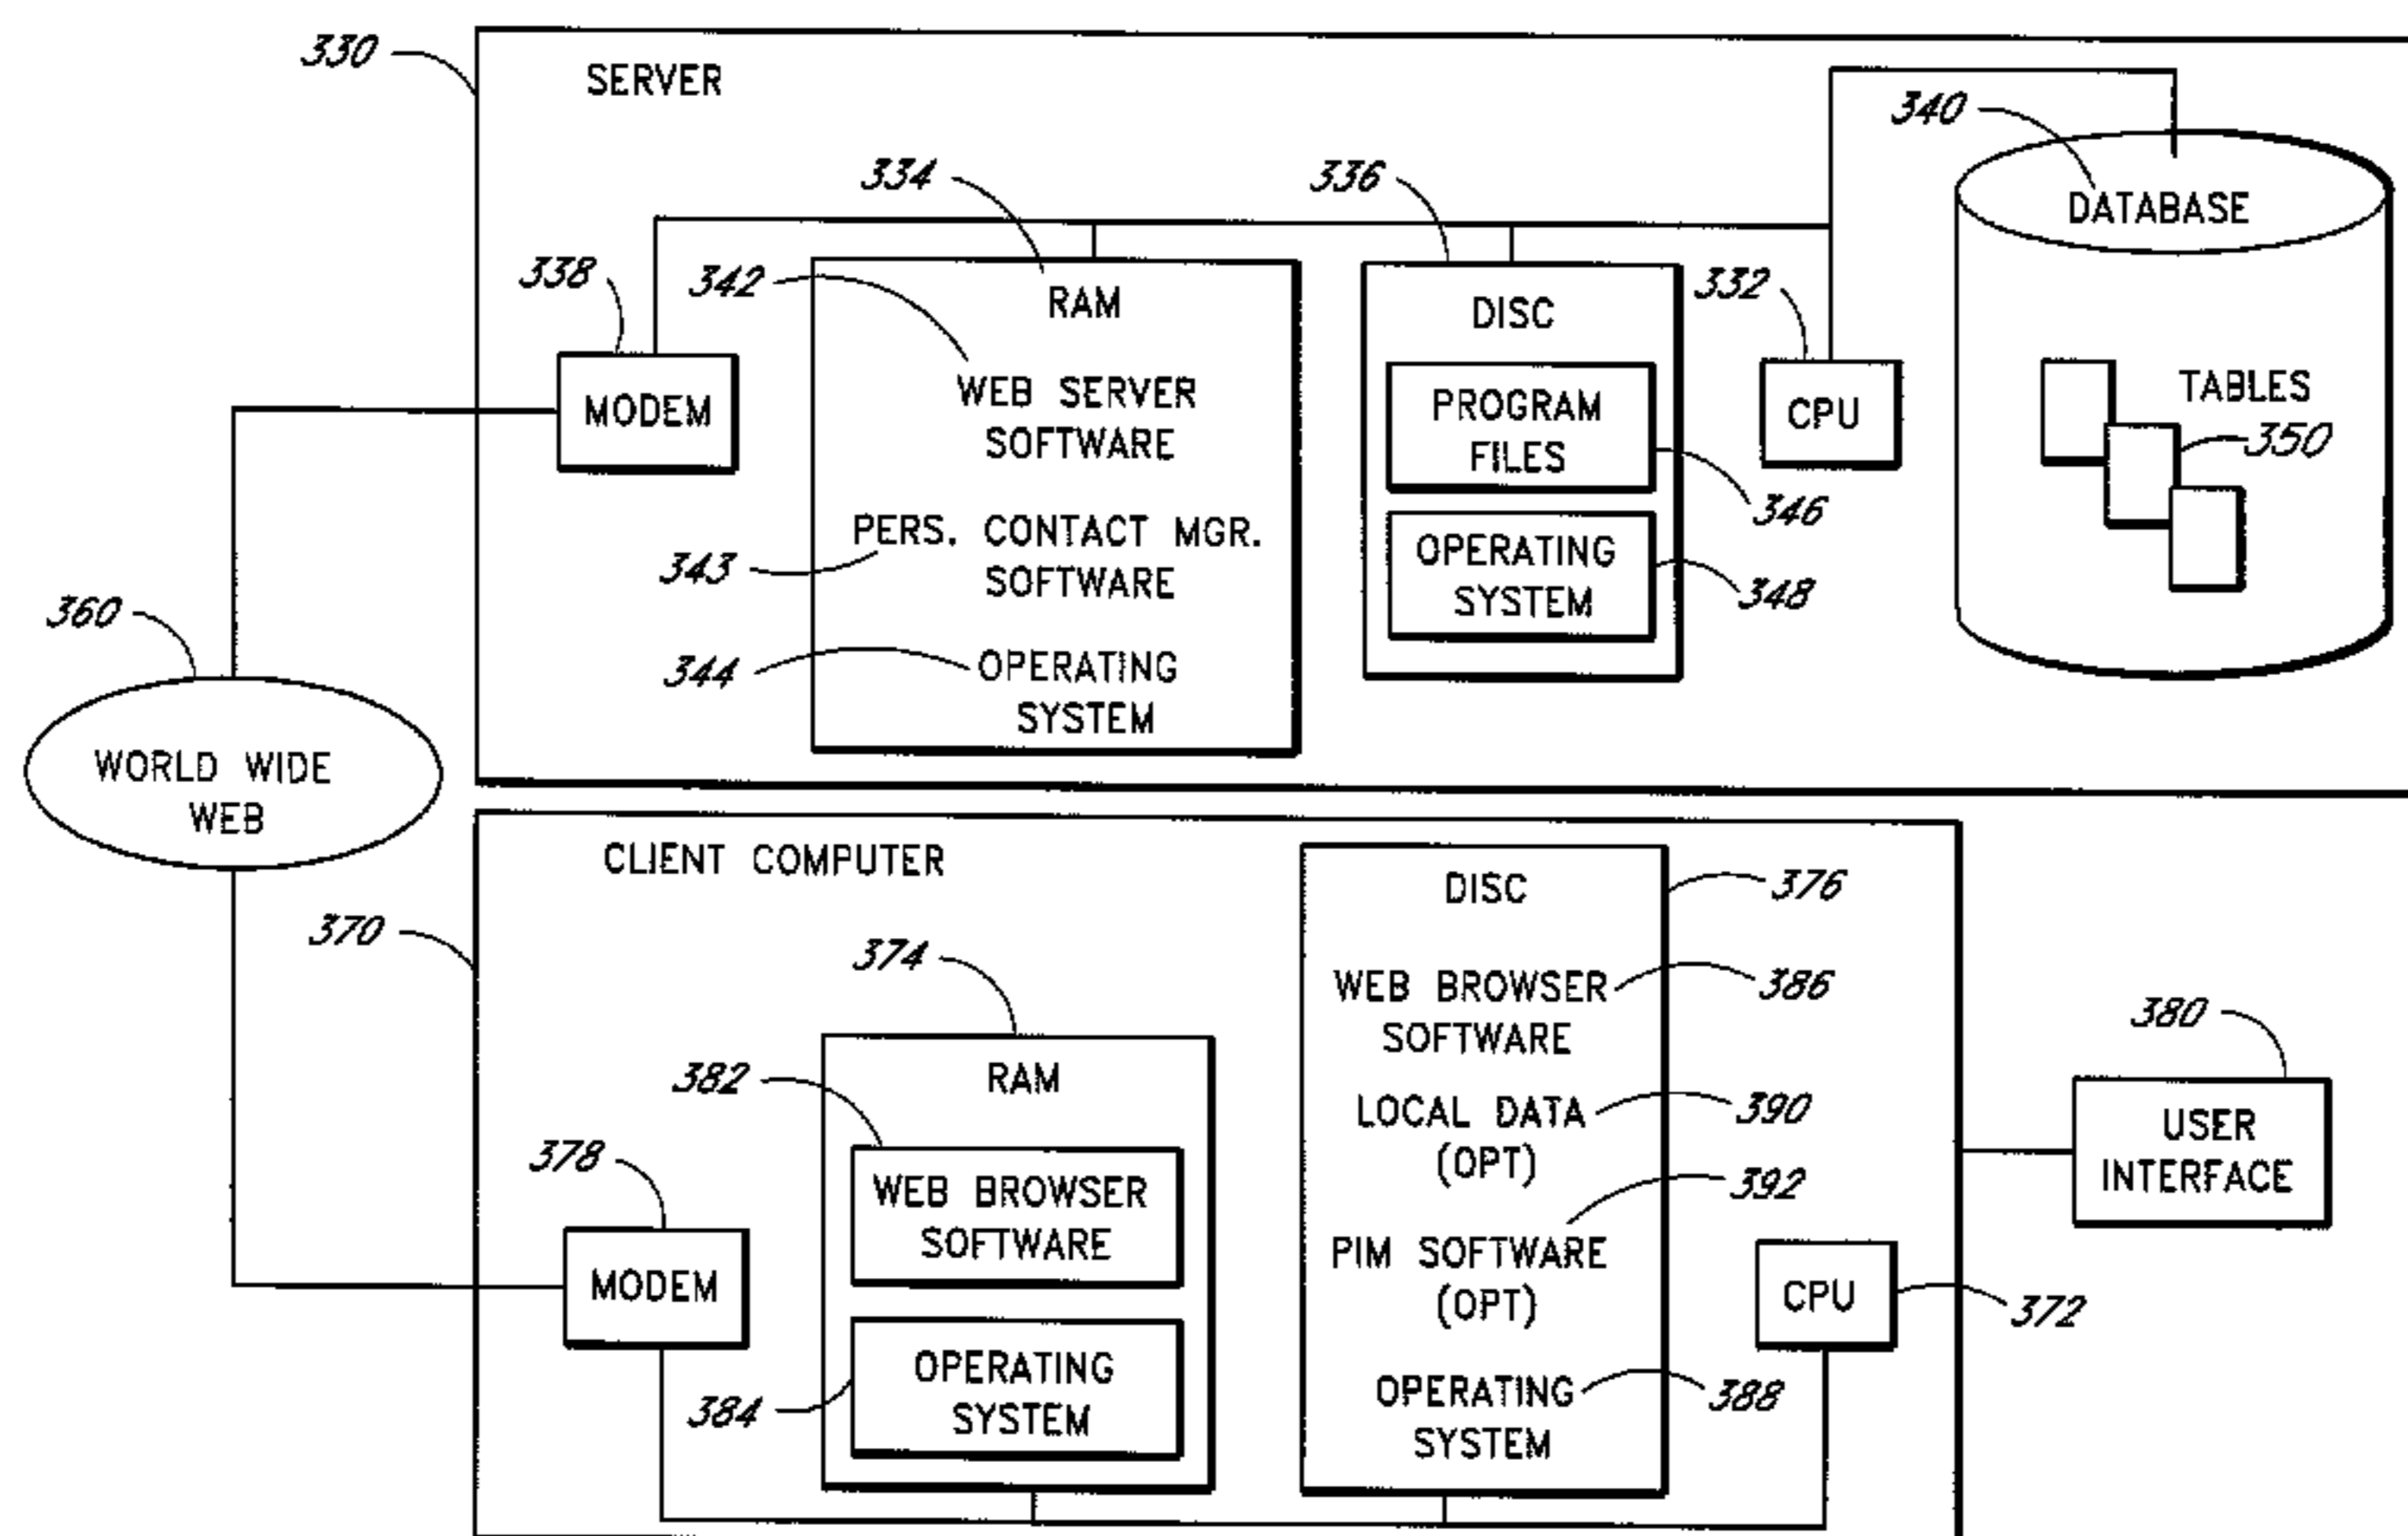 330
SERVER
340
DATABASE
334
336
338
342
RAM
DISC
332
MODEM
WEB SERVER
SOFTWARE
PROGRAM
FILES
CPU
TABLES
350
346
PERS. CONTACT MGR.
SOFTWARE
343
OPERATING
SYSTEM
348
344
OPERATING
SYSTEM
360
WORLD WIDE
WEB
CLIENT COMPUTER
370
DISC
376
374
WEB BROWSER
SOFTWARE
386
380
382
RAM
LOCAL DATA
(OPT)
390
USER
INTERFACE
378
WEB BROWSER
SOFTWARE
392
PIM SOFTWARE
(OPT)
MODEM
CPU
372
384
OPERATING
SYSTEM
OPERATING
SYSTEM
388